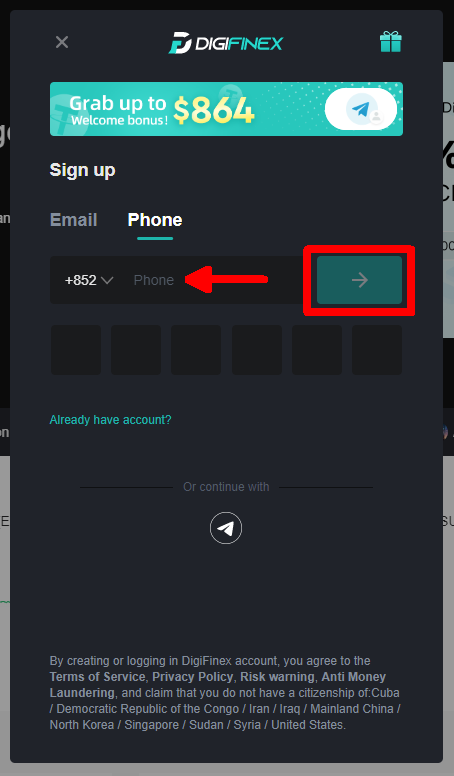 DIGIFINEX
Grab up to
Welcome bonus!
$864
Sign up
Email
Phone
+852
Phone
Already have account?
Or continue with
By creating or logging in DigiFinex account, you agree to the
Terms of Service, Privacy Policy, Risk warning, Anti Money
Laundering, and claim that you do not have a citizenship of:Cuba
/ Democratic Republic of the Congo / Iran / Iraq / Mainland China /
North Korea / Singapore / Sudan / Syria / United States.